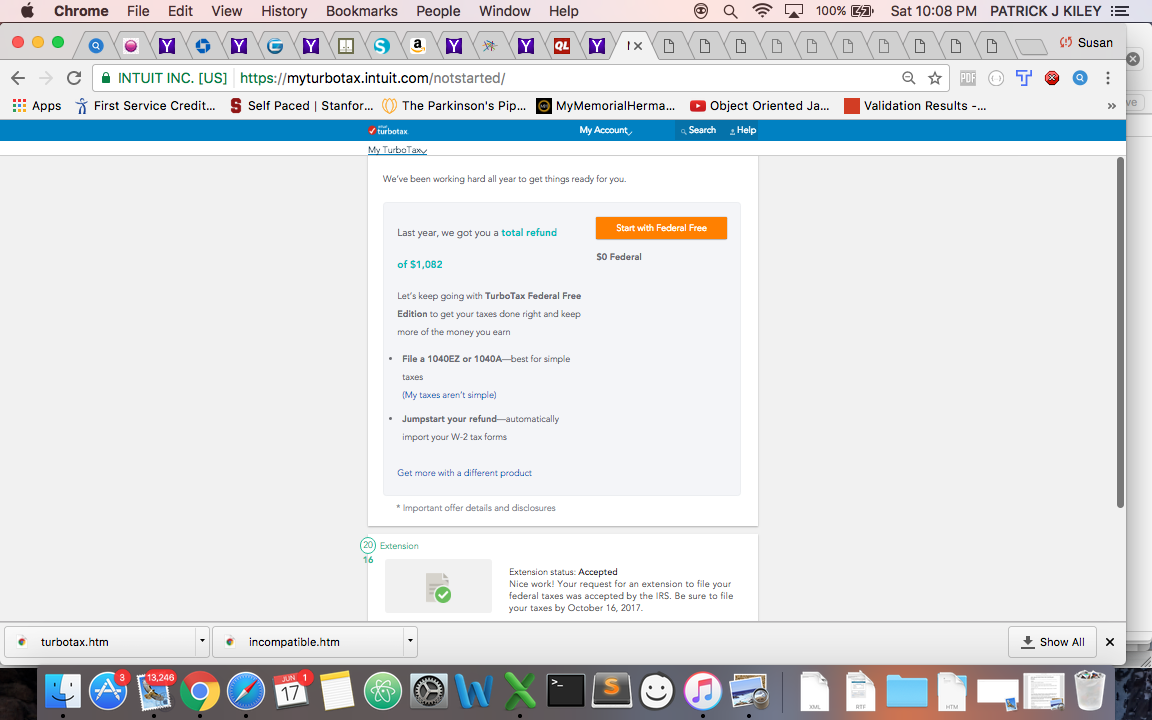 Chrome File Edit View History Bookmarks People Window Help 100% Sat 10:08 PM PATRICK J KILEY
Susan
INTUIT INC. [US] https://myturbotax.intuit.com/notstarted/
Apps First Service Credit... Self Paced | Stanfor... The Parkinson's Pip... MyMemorialHerma... Object Oriented Ja... Validation Results -... »
turbotax My Account Search Help
My TurboTax
We've been working hard all year to get things ready for you.
Last year, we got you a total refund
of $1,082
Start with Federal Free
$0 Federal
Let's keep going with TurboTax Federal Free
Edition to get your taxes done right and keep
more of the money you earn
• File a 1040EZ or 1040A—best for simple
taxes
(My taxes aren't simple)
• Jumpstart your refund—automatically
import your W-2 tax forms
Get more with a different product
* Important offer details and disclosures
20 Extension
16
Extension status: Accepted
Nice work! Your request for an extension to file your
federal taxes was accepted by the IRS. Be sure to file
your taxes by October 16, 2017.
turbotax.htm incompatible.htm Show All
3 13,246 JUN 17 1
XML RTF HTM